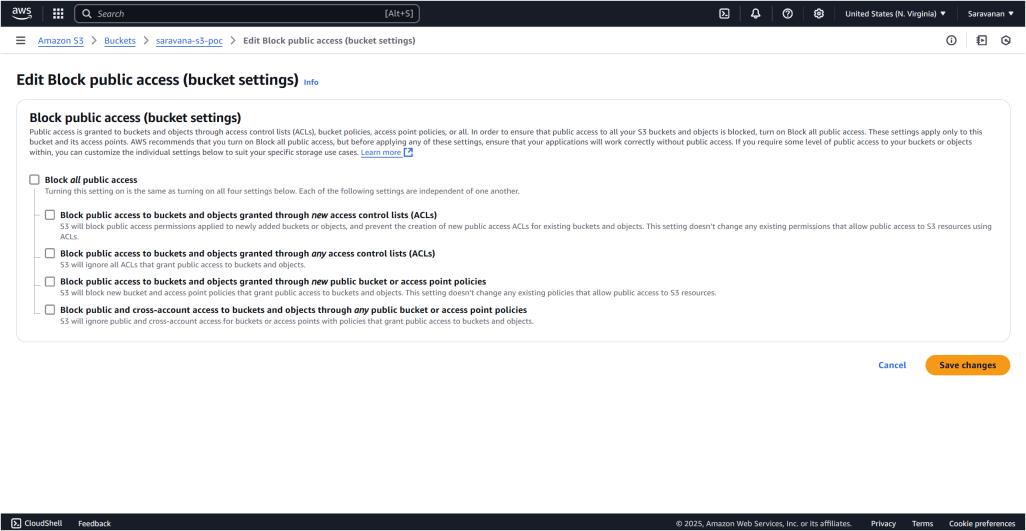 aws
Search [Alt+S]
United States (N. Virginia) ▼ Saravanan ▼
Amazon S3 > Buckets > saravana-s3-poc > Edit Block public access (bucket settings)
Edit Block public access (bucket settings) Info
Block public access (bucket settings)
Public access is granted to buckets and objects through access control lists (ACLs), bucket policies, access point policies, or all. In order to ensure that public access to all your S3 buckets and objects is blocked, turn on Block all public access. These settings apply only to this
bucket and its access points. AWS recommends that you turn on Block all public access, but before applying any of these settings, ensure that your applications will work correctly without public access. If you require some level of public access to your buckets or objects
within, you can customize the individual settings below to suit your specific storage use cases. Learn more
Block all public access
Turning this setting on is the same as turning on all four settings below. Each of the following settings are independent of one another.
Block public access to buckets and objects granted through new access control lists (ACLs)
S3 will block public access permissions applied to newly added buckets or objects, and prevent the creation of new public access ACLs for existing buckets and objects. This setting doesn't change any existing permissions that allow public access to S3 resources using
ACLs.
Block public access to buckets and objects granted through any access control lists (ACLs)
S3 will ignore all ACLs that grant public access to buckets and objects.
Block public access to buckets and objects granted through new public bucket or access point policies
S3 will block new bucket and access point policies that grant public access to buckets and objects. This setting doesn't change any existing policies that allow public access to S3 resources.
Block public and cross-account access to buckets and objects through any public bucket or access point policies
S3 will ignore public and cross-account access for buckets or access points with policies that grant public access to buckets and objects.
Cancel Save changes
CloudShell Feedback © 2025, Amazon Web Services, Inc. or its affiliates. Privacy Terms Cookie preferences